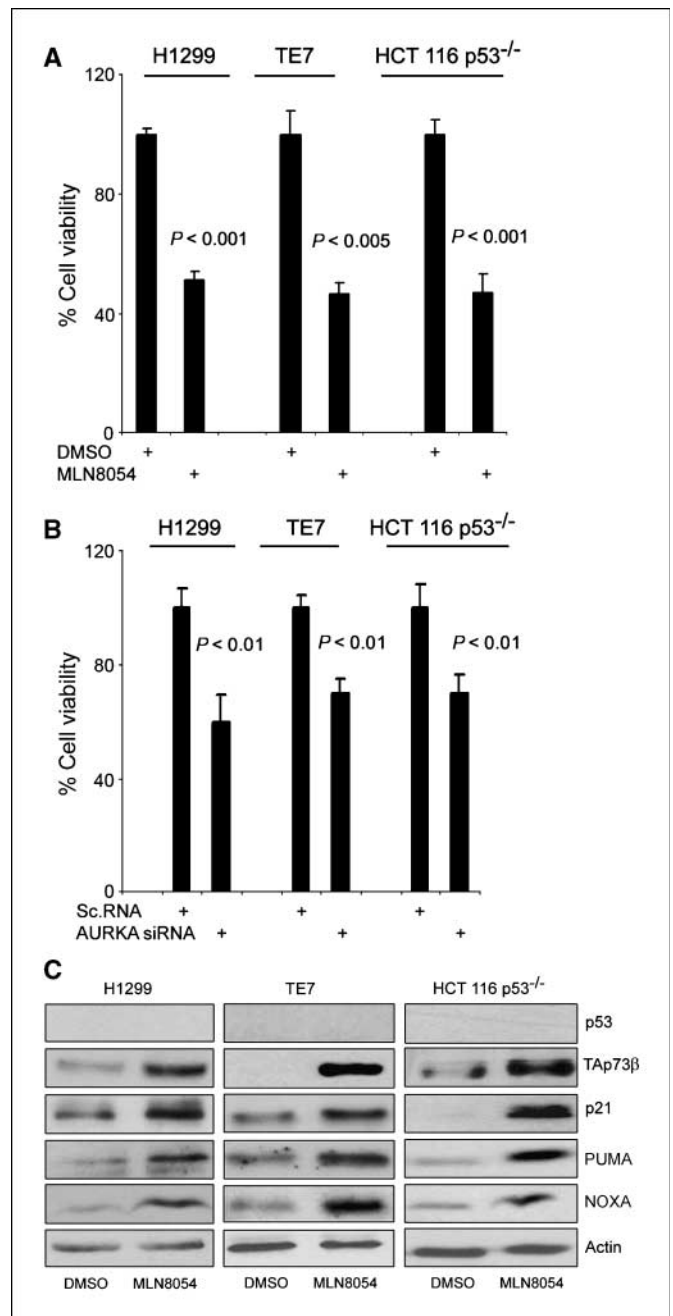 A
H1299 TE7 HCT 116 p53-/-
120
80
40
0
% Cell viability
P < 0.001 P < 0.005 P < 0.001
DMSO + + +
MLN8054 + + +
B
H1299 TE7 HCT 116 p53-/-
120
80
40
0
% Cell viability
P < 0.01 P < 0.01 P < 0.01
Sc.RNA + + +
AURKA siRNA + + +
C
H1299 TE7 HCT 116 p53-/-
p53
TAp73β
p21
PUMA
NOXA
Actin
DMSO MLN8054 DMSO MLN8054 DMSO MLN8054